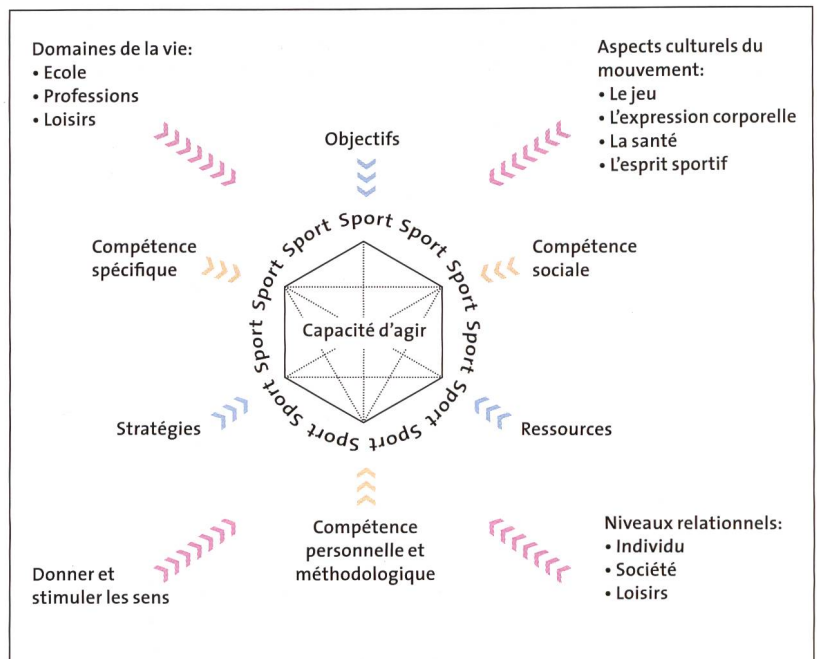 Domaines de la vie:
• Ecole
• Professions
• Loisirs
Aspects culturels du
mouvement:
• Le jeu
• L'expression corporelle
• La santé
• L'esprit sportif
Objectifs
Compétence
spécifique
Compétence
sociale
Sport Sport Sport Sport Sport Sport Sport Sport Sport Sport Sport
Capacité d'agir
Stratégies
Ressources
Compétence
personnelle et
méthodologique
Donner et
stimuler les sens
Niveaux relationnels:
• Individu
• Société
• Loisirs